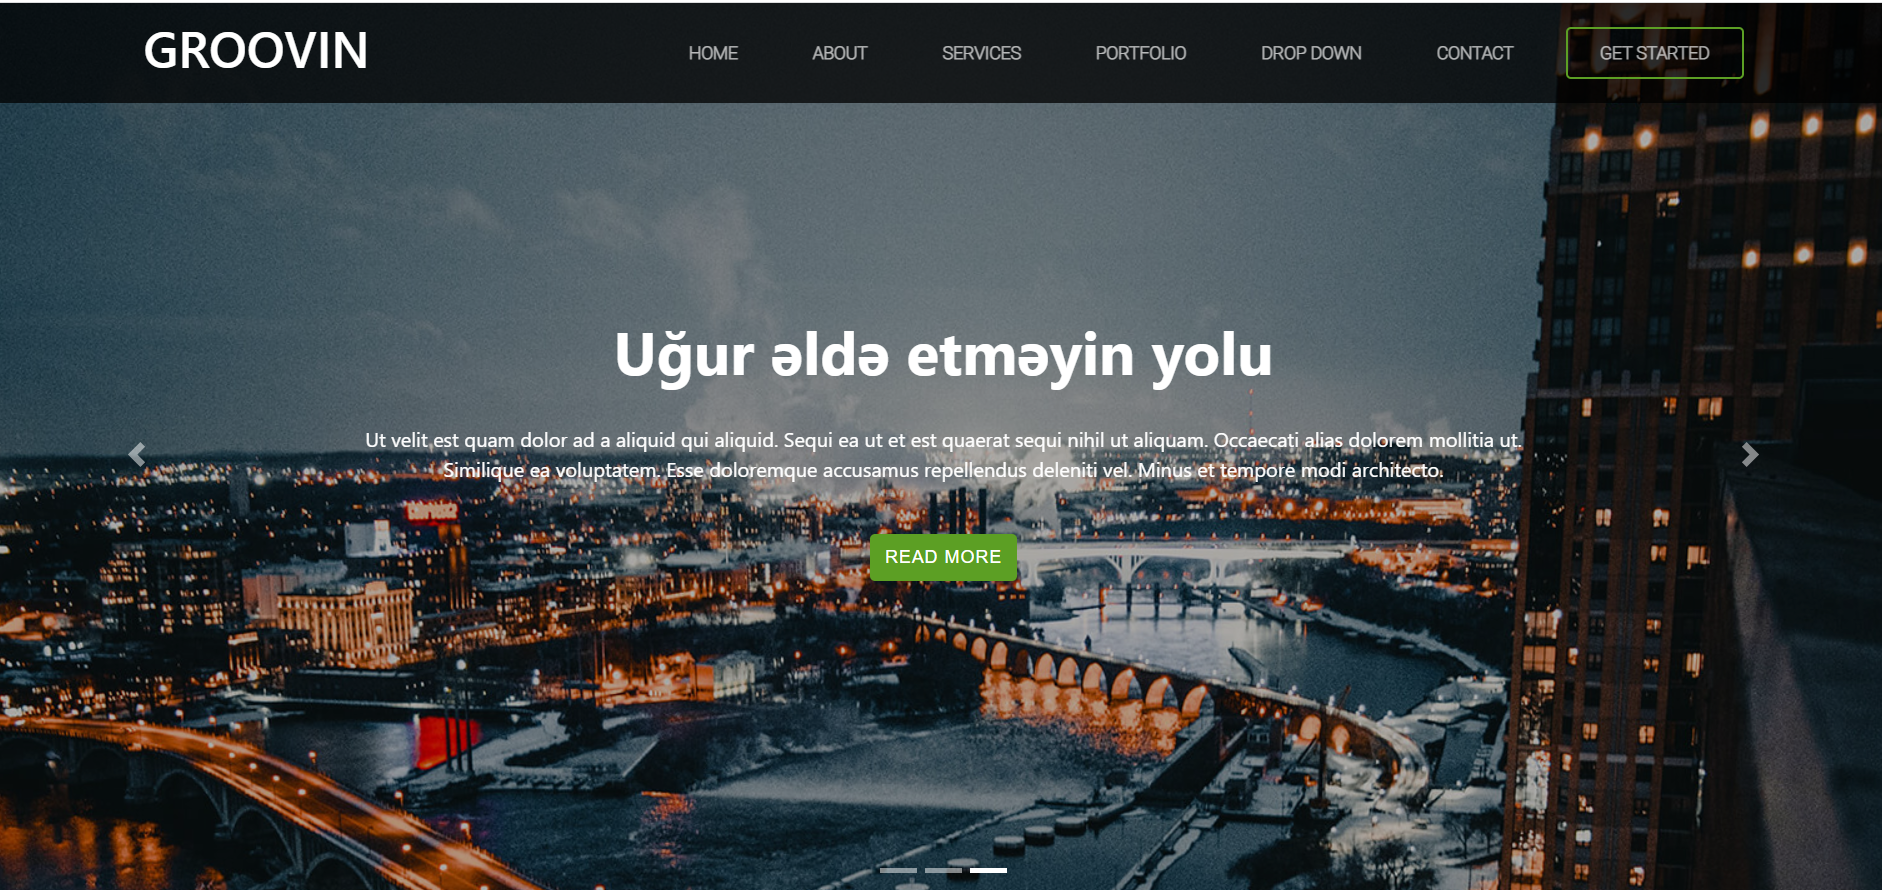 GROOVIN
HOME ABOUT SERVICES PORTFOLIO DROP DOWN CONTACT GET STARTED
Uğur əldə etməyin yolu
Ut velit est quam dolor ad a aliquid qui aliquid. Sequi ea ut et est quaerat sequi nihil ut aliquam. Occaecati alias dolorem mollitia ut.
Similique ea voluptatem. Esse doloremque accusamus repellendus deleniti vel. Minus et tempore modi architecto.
READ MORE